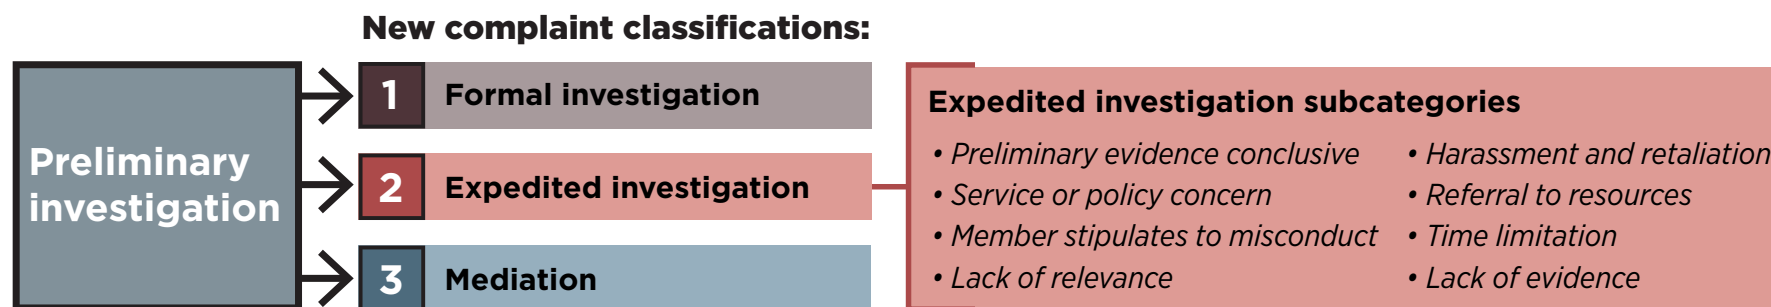 New complaint classifications:
Preliminary
investigation
1 Formal investigation
2 Expedited investigation
3 Mediation
Expedited investigation subcategories
• Preliminary evidence conclusive
• Service or policy concern
• Member stipulates to misconduct
• Lack of relevance
• Harassment and retaliation
• Referral to resources
• Time limitation
• Lack of evidence